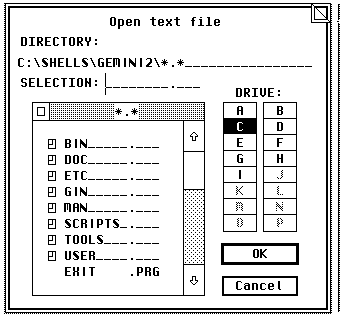 Open text file
DIRECTORY:
C:\SHELLS\GEMINI2\*.*________________
SELECTION: ________.___
*.*
BIN_____.___
DOC_____.___
ETC_____.___
GIN_____.___
MAN_____.___
SCRIPTS_.___
TOOLS___.___
USER____.___
EXIT    .PRG
DRIVE:
A B
C D
E F
G H
I J
K L
M N
O P
OK
Cancel